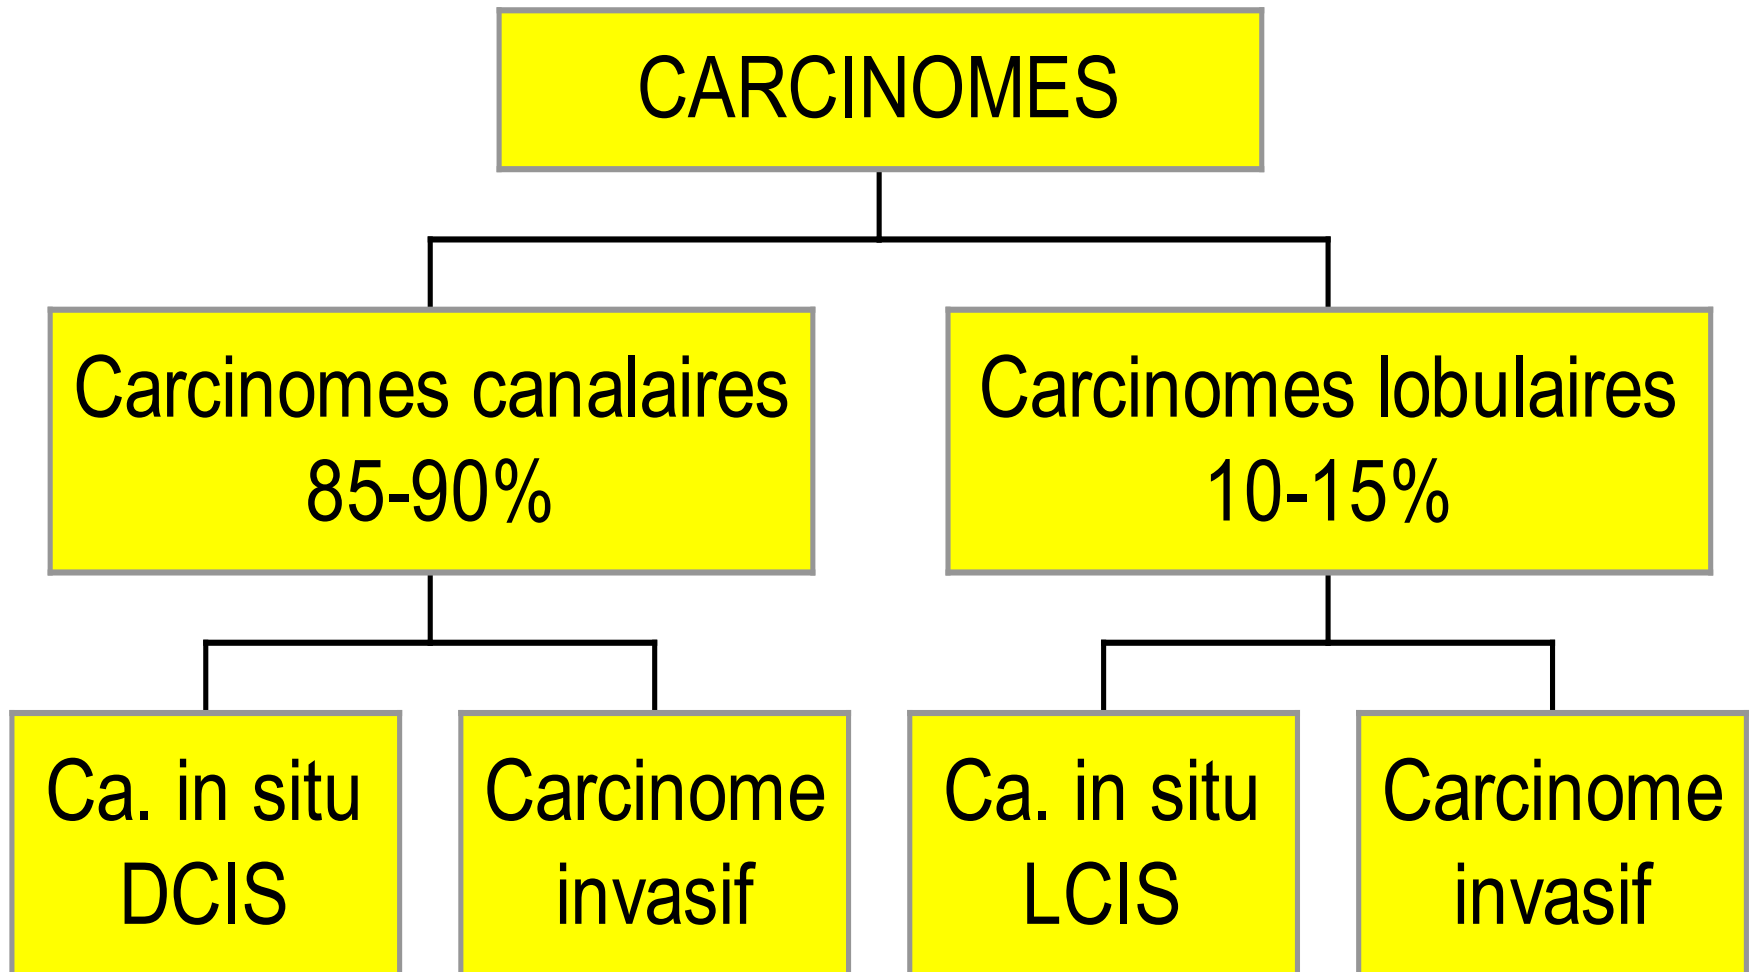 CARCINOMES
Carcinomes canalaires
85-90%
Carcinomes lobulaires
10-15%
Ca. in situ
DCIS
Carcinome
invasif
Ca. in situ
LCIS
Carcinome
invasif